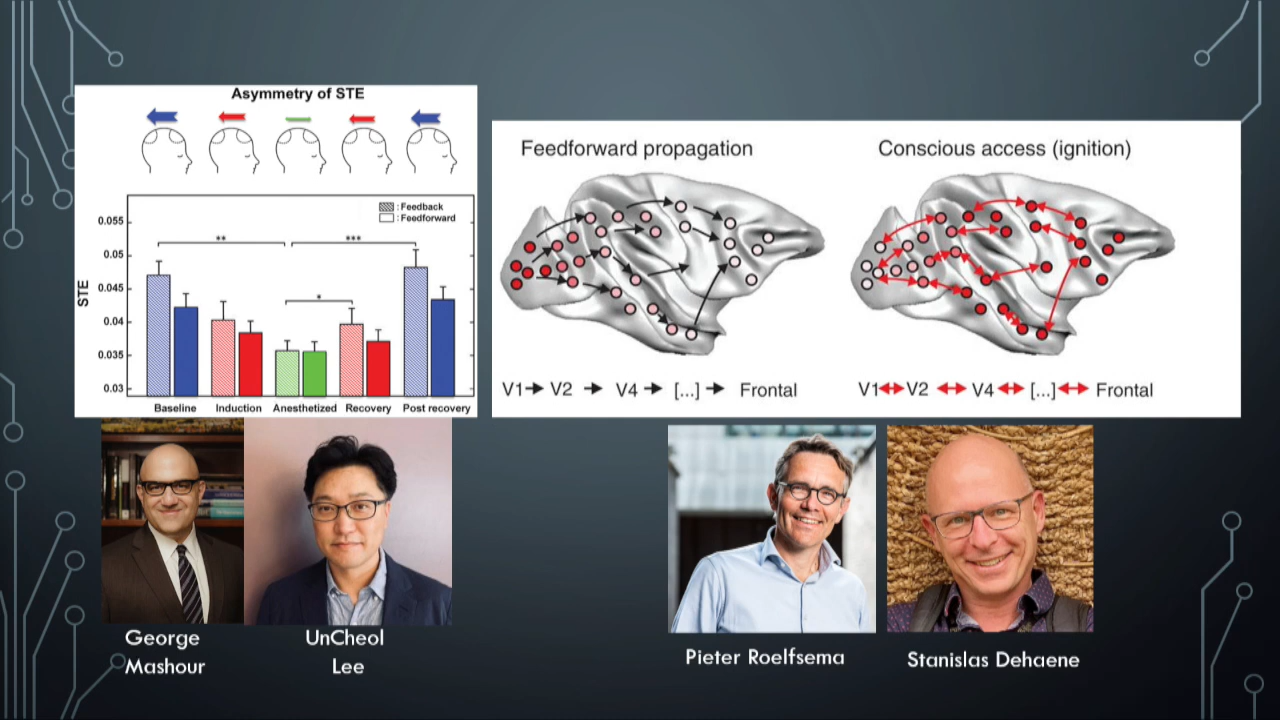 Asymmetry of STE
: Feedback
: Feedforward
STE
0.055
0.05
0.045
0.04
0.035
0.03
**
***
*
Baseline Induction Anesthetized Recovery Post recovery
Feedforward propagation
V1 → V2 → V4 → [...] → Frontal
Conscious access (ignition)
V1 ↔ V2 ↔ V4 ↔ [...] ↔ Frontal
George
Mashour
UnCheol
Lee
Pieter Roelfsema
Stanislas Dehaene